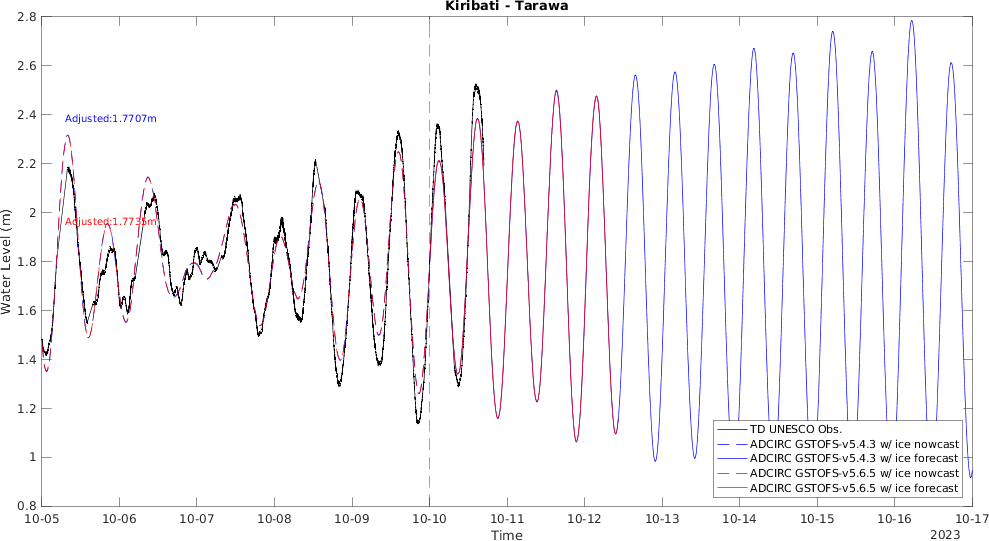 Kiribati - Tarawa
2.8
2.6
2.4
2.2
2
1.8
1.6
1.4
1.2
1
0.8
Water Level (m)
Adjusted:1.7707m
Adjusted:1.7735m
TD UNESCO Obs.
ADCIRC GSTOFS-v5.4.3 w/ ice nowcast
ADCIRC GSTOFS-v5.4.3 w/ ice forecast
ADCIRC GSTOFS-v5.6.5 w/ ice nowcast
ADCIRC GSTOFS-v5.6.5 w/ ice forecast
10-05 10-06 10-07 10-08 10-09 10-10 10-11 10-12 10-13 10-14 10-15 10-16 10-17
Time
2023